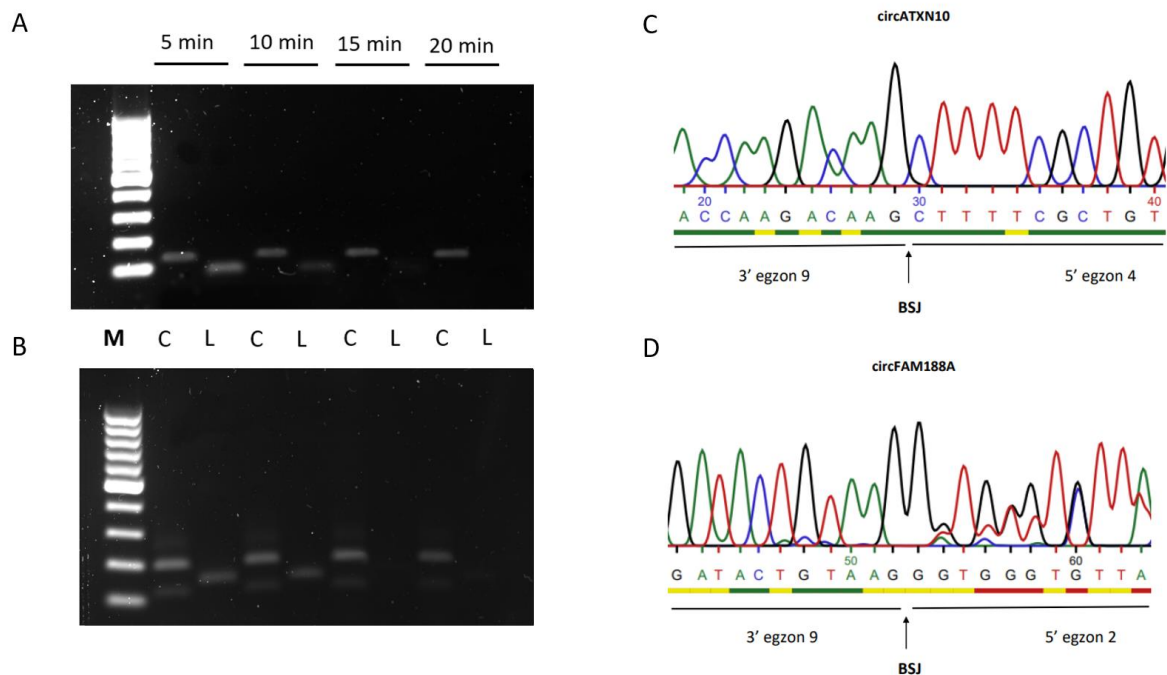 A
5 min 10 min 15 min 20 min
M C L C L C L C L
B
C
circATXN10
20 30 40
A C C A A G A C A A G C T T T T C G C T G T
3’ egzon 9 5’ egzon 4
BSJ
D
circFAM188A
50 60
G A T A C T G T A A G G G T G G G T G T T A
3’ egzon 9 5’ egzon 2
BSJ